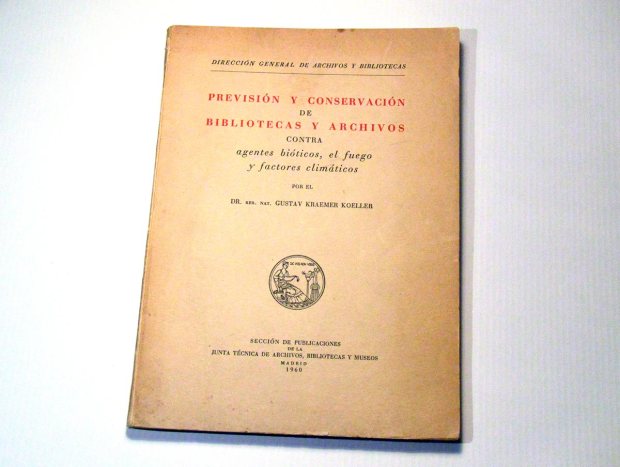 DIRECCIÓN GENERAL DE ARCHIVOS Y BIBLIOTECAS
PREVISIÓN Y CONSERVACIÓN
DE
BIBLIOTECAS Y ARCHIVOS
CONTRA
agentes bióticos, el fuego
y factores climáticos
POR EL
DR. RER. NAT. GUSTAV KRAEMER KOELLER
SECCIÓN DE PUBLICACIONES
DE LA
JUNTA TÉCNICA DE ARCHIVOS, BIBLIOTECAS Y MUSEOS
MADRID
1960